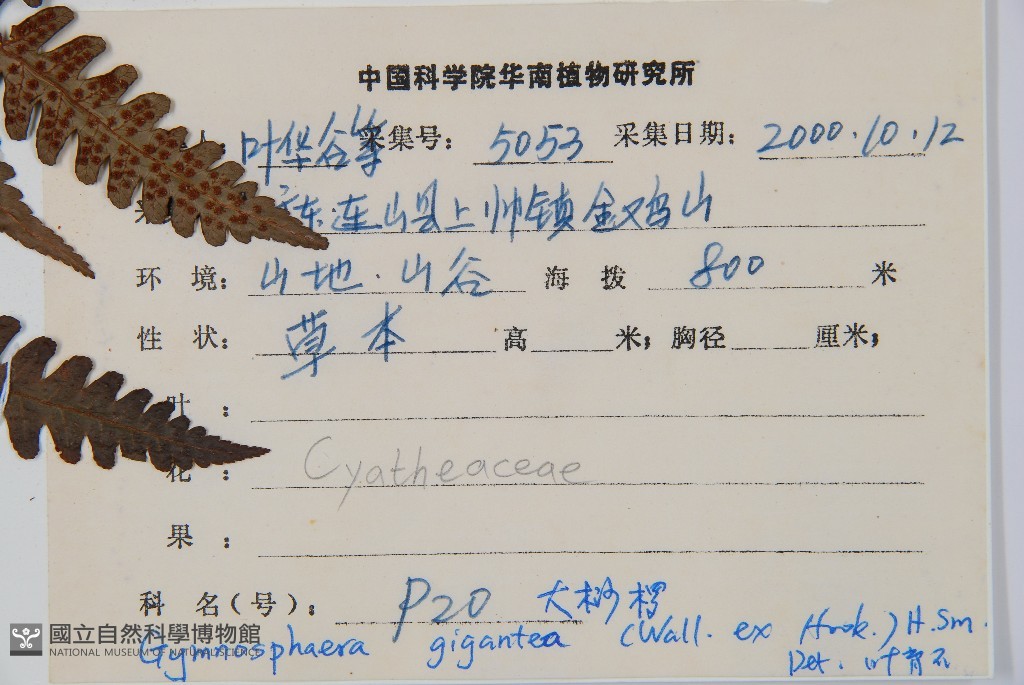 中国科学院华南植物研究所
叶华谷等 采集号: 5053 采集日期: 2000.10.12
东连山县上帅镇金鸡山
环 境: 山地.山谷 海 拨 800 米
性 状: 草本 高 米; 胸径 厘米;
叶 :
花 : Cyatheaceae
果 :
科 名(号): P20 大桫椤
Gymnosphaera gigantea (Wall. ex Hook.) H.Sm.
Det. 叶育石
國立自然科學博物館
NATIONAL MUSEUM OF NATURAL SCIENCE